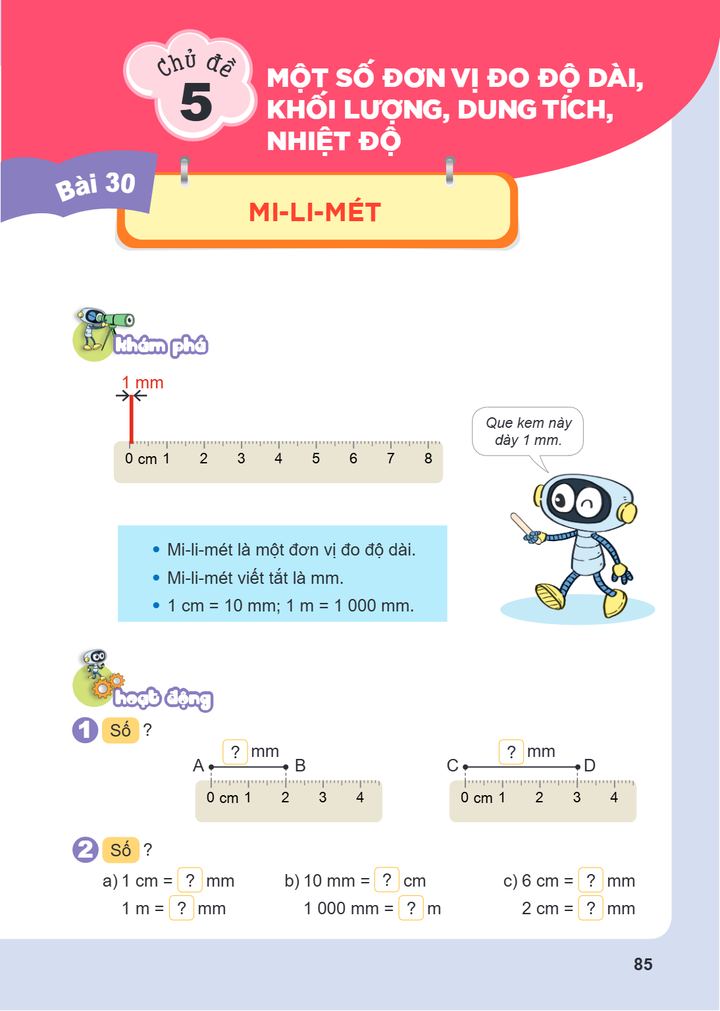 Chủ đề
5
MỘT SỐ ĐƠN VỊ ĐO ĐỘ DÀI,
KHỐI LƯỢNG, DUNG TÍCH,
NHIỆT ĐỘ
Bài 30
MI-LI-MÉT
khám phá
1 mm
0 cm 1 2 3 4 5 6 7 8
Que kem này
dày 1 mm.
• Mi-li-mét là một đơn vị đo độ dài.
• Mi-li-mét viết tắt là mm.
• 1 cm = 10 mm; 1 m = 1 000 mm.
hoạt động
1 Số ?
? mm ? mm
A B C D
0 cm 1 2 3 4 0 cm 1 2 3 4
2 Số ?
a) 1 cm = ? mm b) 10 mm = ? cm c) 6 cm = ? mm
1 m = ? mm 1 000 mm = ? m 2 cm = ? mm
85